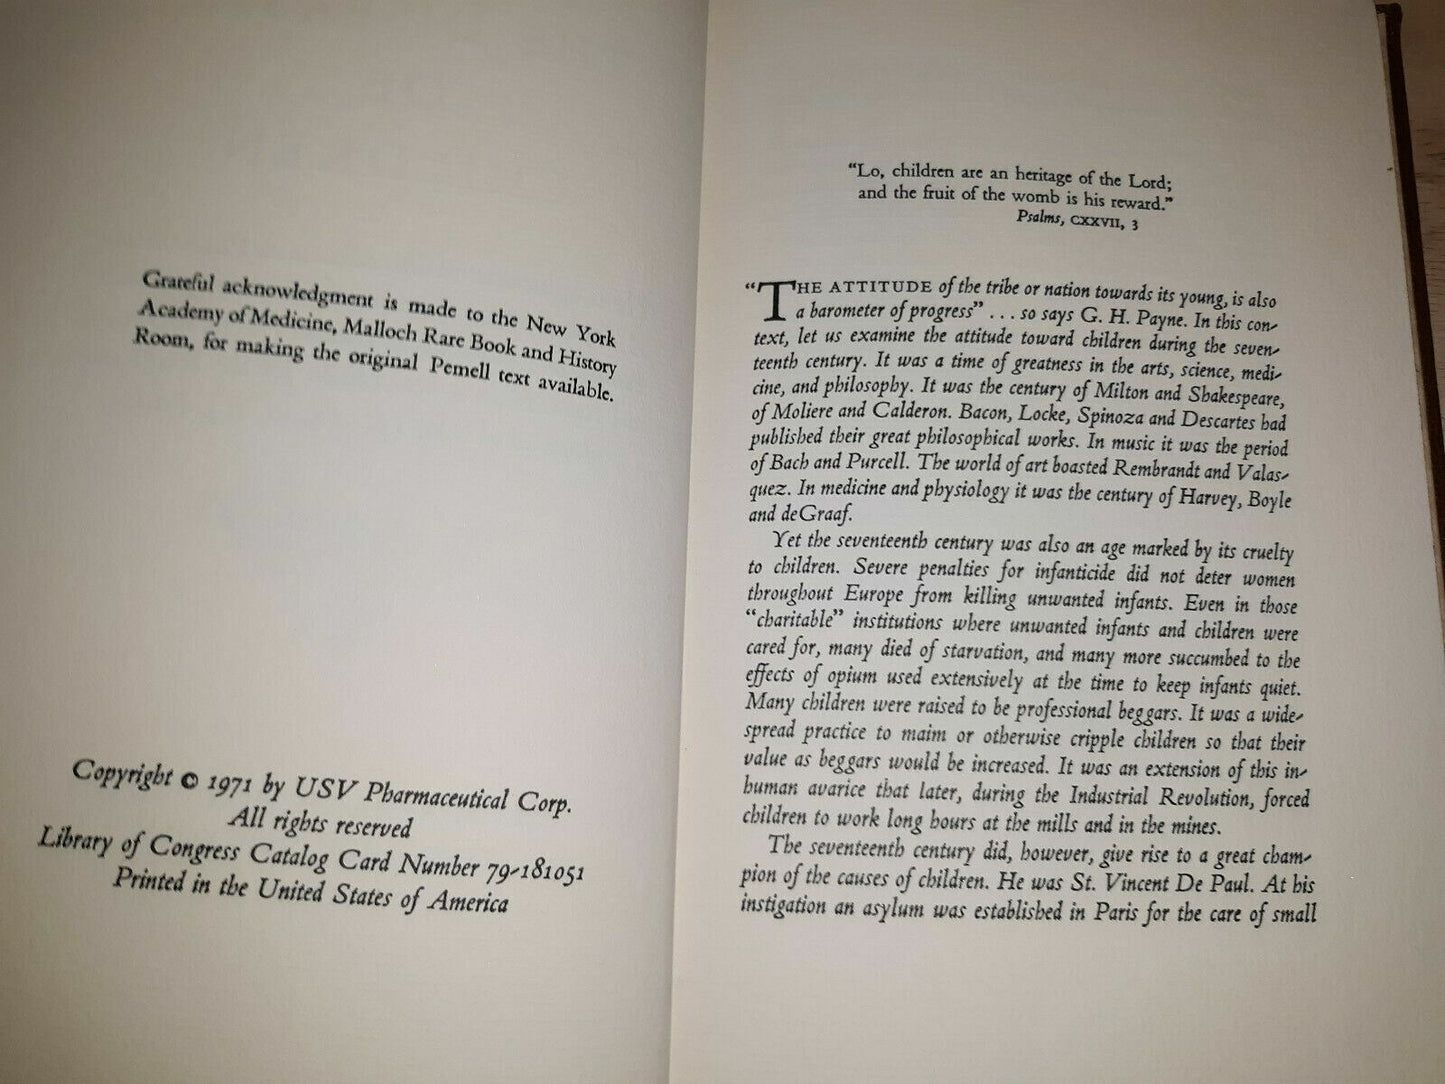 Grateful acknowledgment is made to the New York
Academy of Medicine, Malloch Rare Book and History
Room, for making the original Pemell text available.
Copyright © 1971 by USV Pharmaceutical Corp.
All rights reserved
Library of Congress Catalog Card Number 79-181051
Printed in the United States of America
“Lo, children are an heritage of the Lord;
and the fruit of the womb is his reward.”
Psalms, CXXVII, 3
“THE ATTITUDE of the tribe or nation towards its young, is also
a barometer of progress” . . . so says G. H. Payne. In this con-
text, let us examine the attitude toward children during the seven-
teenth century. It was a time of greatness in the arts, science, medi-
cine, and philosophy. It was the century of Milton and Shakespeare,
of Moliere and Calderon. Bacon, Locke, Spinoza and Descartes had
published their great philosophical works. In music it was the period
of Bach and Purcell. The world of art boasted Rembrandt and Valas-
quez. In medicine and physiology it was the century of Harvey, Boyle
and deGraaf.
Yet the seventeenth century was also an age marked by its cruelty
to children. Severe penalties for infanticide did not deter women
throughout Europe from killing unwanted infants. Even in those
“charitable” institutions where unwanted infants and children were
cared for, many died of starvation, and many more succumbed to the
effects of opium used extensively at the time to keep infants quiet.
Many children were raised to be professional beggars. It was a wide-
spread practice to maim or otherwise cripple children so that their
value as beggars would be increased. It was an extension of this in-
human avarice that later, during the Industrial Revolution, forced
children to work long hours at the mills and in the mines.
The seventeenth century did, however, give rise to a great cham-
pion of the causes of children. He was St. Vincent De Paul. At his
instigation an asylum was established in Paris for the care of small